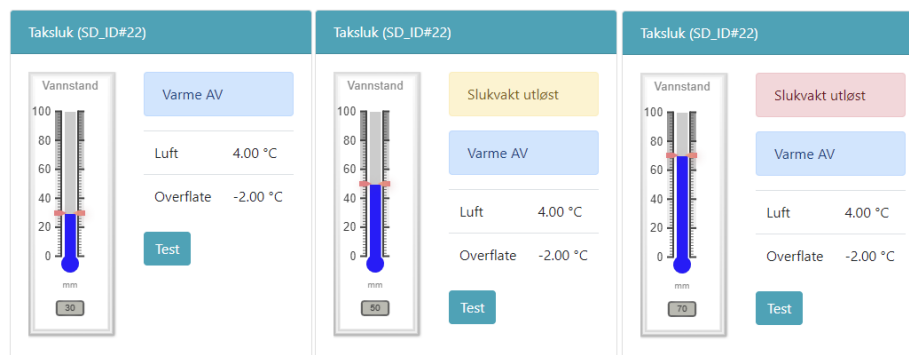 Taksluk (SD_ID#22)
Vannstand
100
80
60
40
20
0
mm
30
Varme AV
Luft 4.00 °C
Overflate -2.00 °C
Test
Taksluk (SD_ID#22)
Vannstand
100
80
60
40
20
0
mm
50
Slukvakt utløst
Varme AV
Luft 4.00 °C
Overflate -2.00 °C
Test
Taksluk (SD_ID#22)
Vannstand
100
80
60
40
20
0
mm
70
Slukvakt utløst
Varme AV
Luft 4.00 °C
Overflate -2.00 °C
Test